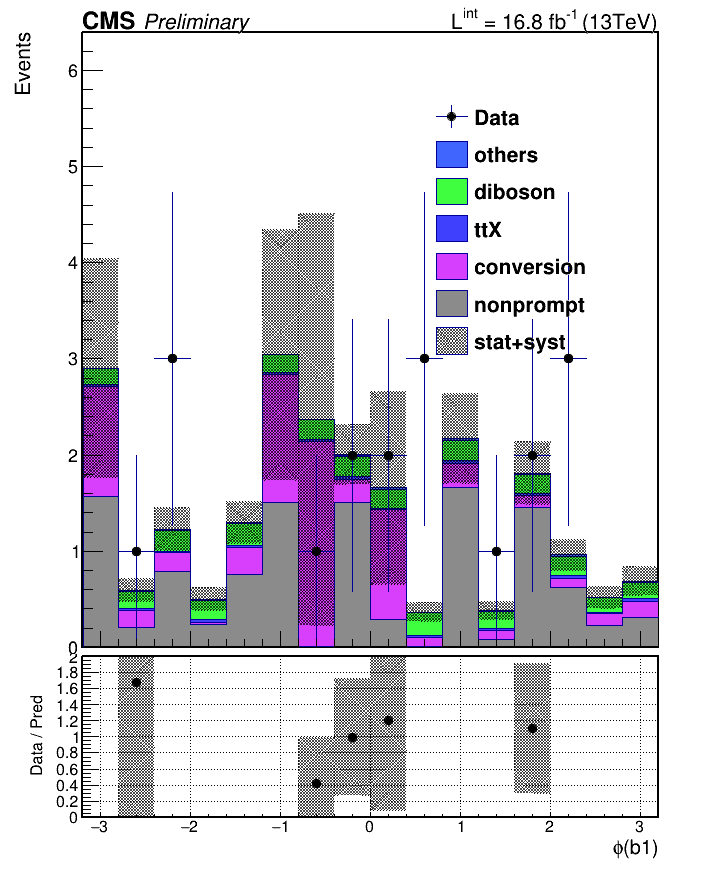 CMS Preliminary L^int = 16.8 fb^-1 (13TeV)
Events
6
5
4
3
2
1
0
Data
others
diboson
ttX
conversion
nonprompt
stat+syst
Data / Pred
2
1.8
1.6
1.4
1.2
1
0.8
0.6
0.4
0.2
0
−3 −2 −1 0 1 2 3
ϕ(b1)